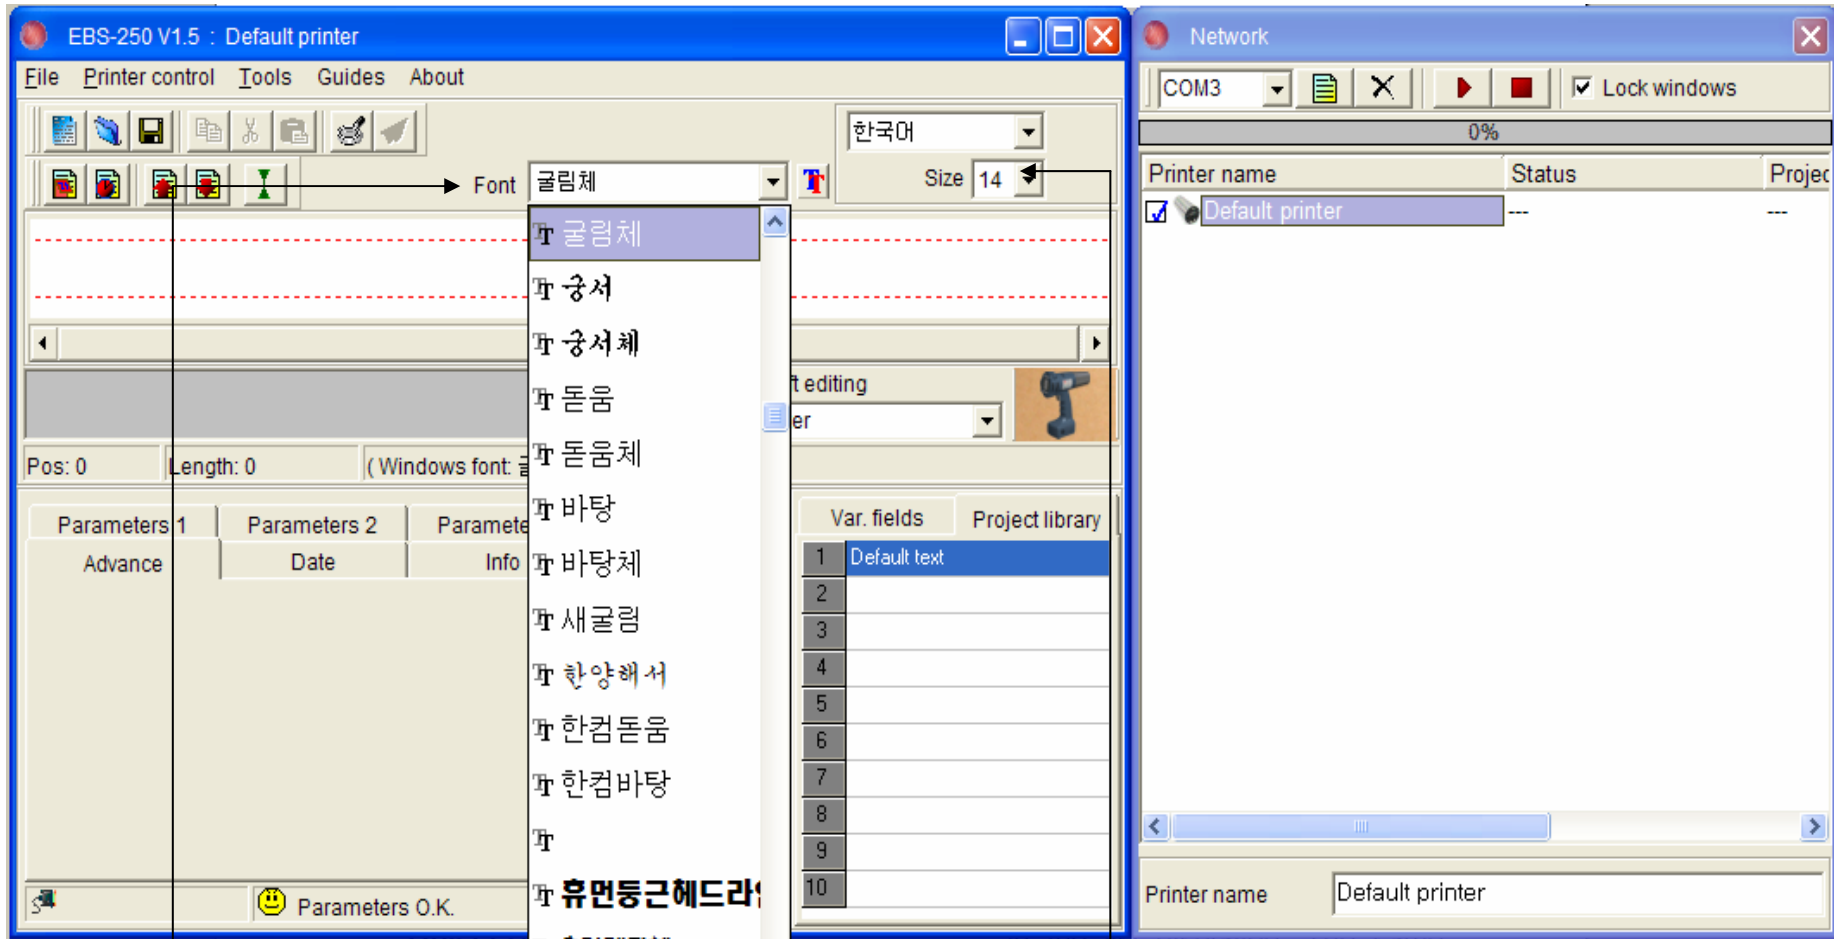 EBS-250 V1.5 : Default printer
File Printer control Tools Guides About
한국어
Font 굴림체 Size 14
굴림체
궁서
궁서체
돋움
돋움체
바탕
바탕체
새굴림
한양해서
한컴돋움
한컴바탕
휴먼둥근헤드라인
ft editing
er
Pos: 0 Length: 0 ( Windows font:
Parameters 1 Parameters 2 Paramete
Advance Date Info
Var. fields Project library
1 Default text
2
3
4
5
6
7
8
9
10
Parameters O.K.
Network
COM3 Lock windows
0%
Printer name Status Projec
Default printer --- ---
Printer name Default printer